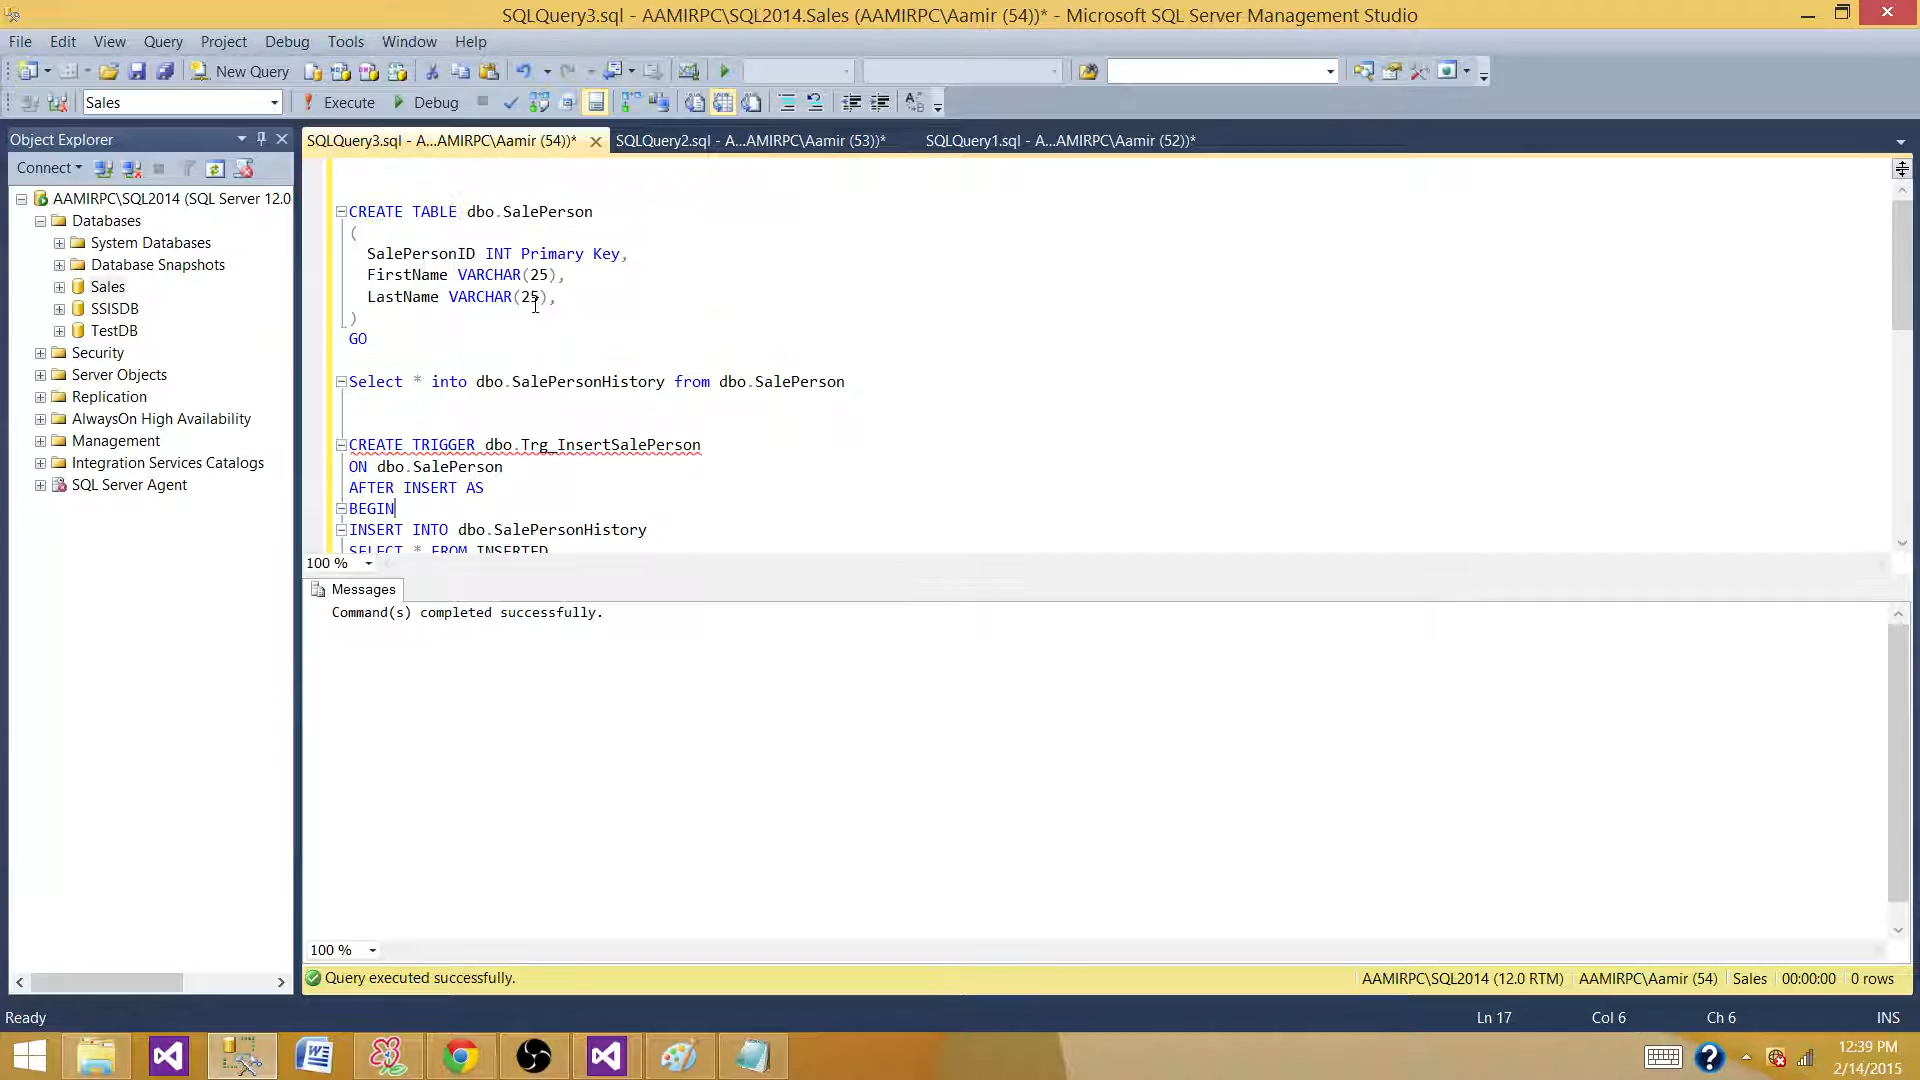 SQLQuery3.sql - AAMIRPC\SQL2014.Sales (AAMIRPC\Aamir (54))* - Microsoft SQL Server Management Studio
File Edit View Query Project Debug Tools Window Help
New Query
Sales Execute Debug
Object Explorer
Connect
AAMIRPC\SQL2014 (SQL Server 12.0
Databases
System Databases
Database Snapshots
Sales
SSISDB
TestDB
Security
Server Objects
Replication
AlwaysOn High Availability
Management
Integration Services Catalogs
SQL Server Agent
SQLQuery3.sql - A...AMIRPC\Aamir (54))* SQLQuery2.sql - A...AMIRPC\Aamir (53))* SQLQuery1.sql - A...AMIRPC\Aamir (52))*
CREATE TABLE dbo.SalePerson
(
SalePersonID INT Primary Key,
FirstName VARCHAR(25),
LastName VARCHAR(25),
)
GO
Select * into dbo.SalePersonHistory from dbo.SalePerson
CREATE TRIGGER dbo.Trg_InsertSalePerson
ON dbo.SalePerson
AFTER INSERT AS
BEGIN
INSERT INTO dbo.SalePersonHistory
SELECT * FROM INSERTED
100 %
Messages
Command(s) completed successfully.
100 %
Query executed successfully. AAMIRPC\SQL2014 (12.0 RTM) AAMIRPC\Aamir (54) Sales 00:00:00 0 rows
Ready Ln 17 Col 6 Ch 6 INS
12:39 PM
2/14/2015